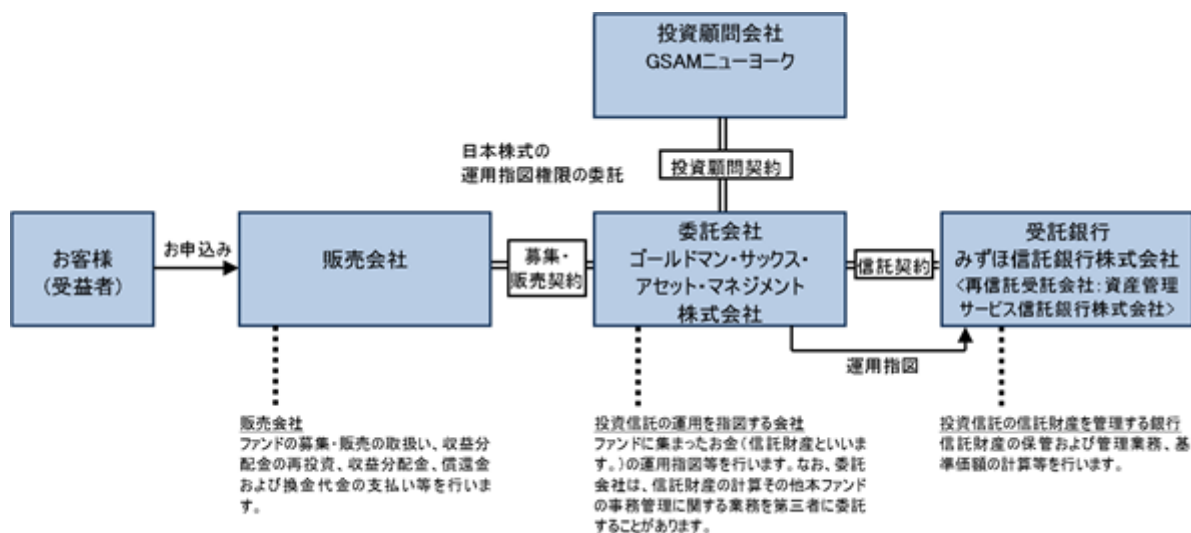 投資顧問会社
GSAMニューヨーク
日本株式の
運用指図権限の委託
投資顧問契約
お客様
(受益者)
お申込み
販売会社
募集・
販売契約
委託会社
ゴールドマン・サックス・
アセット・マネジメント
株式会社
信託契約
受託銀行
みずほ信託銀行株式会社
<再信託受託会社:資産管理
サービス信託銀行株式会社>
運用指図
販売会社
ファンドの募集・販売の取扱い、収益分
配金の再投資、収益分配金、償還金
および換金代金の支払い等を行いま
す。
投資信託の運用を指図する会社
ファンドに集まったお金(信託財産といいま
す。)の運用指図等を行います。なお、委託
会社は、信託財産の計算その他本ファンド
の事務管理に関する業務を第三者に委託
することがあります。
投資信託の信託財産を管理する銀行
信託財産の保管および管理業務、基
準価額の計算等を行います。